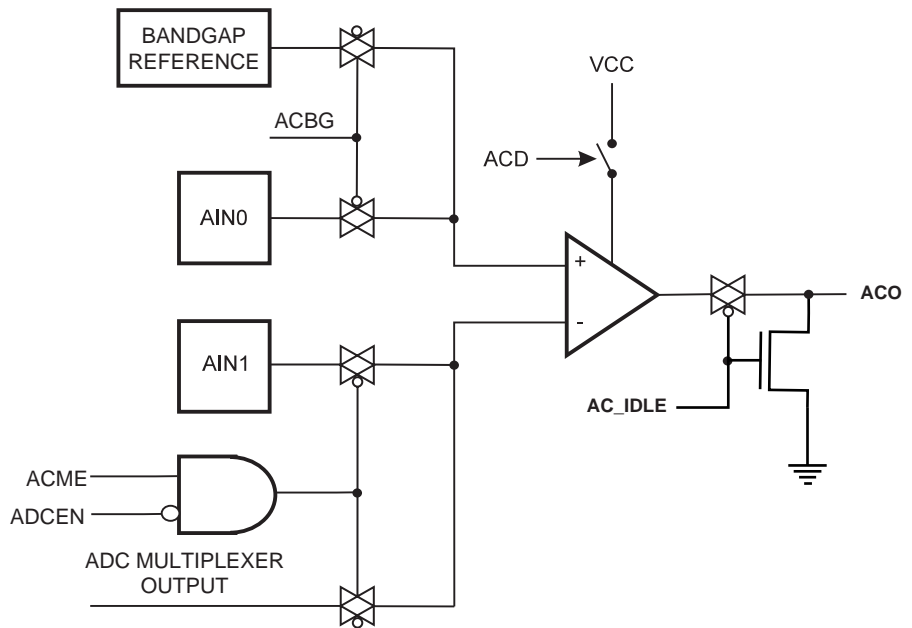 BANDGAP
REFERENCE
VCC
ACBG
ACD
AIN0
+
-
ACO
AIN1
AC_IDLE
ACME
ADCEN
ADC MULTIPLEXER
OUTPUT